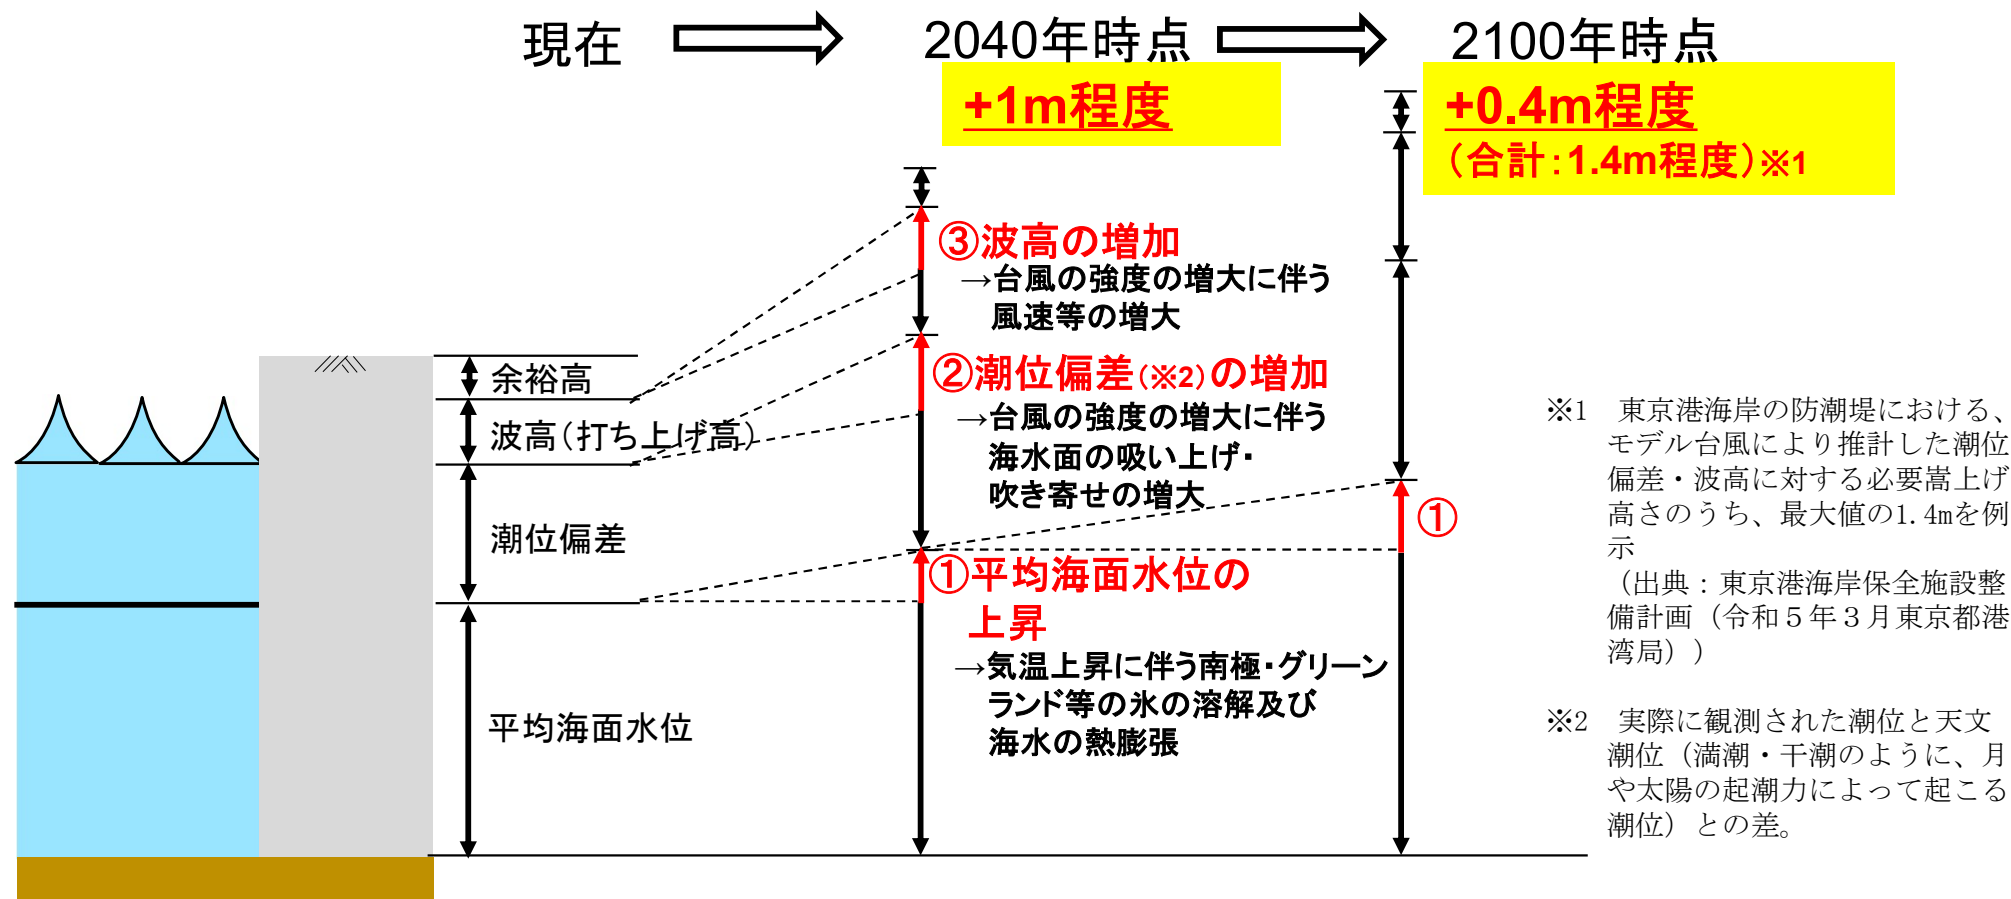 現在
2040年時点
2100年時点
+1m程度
+0.4m程度
（合計：1.4m程度）※1
③波高の増加
→台風の強度の増大に伴う
風速等の増大
②潮位偏差（※2）の増加
→台風の強度の増大に伴う
海水面の吸い上げ・
吹き寄せの増大
①平均海面水位の
上昇
→気温上昇に伴う南極・グリーン
ランド等の氷の溶解及び
海水の熱膨張
①
余裕高
波高（打ち上げ高）
潮位偏差
平均海面水位
※1　東京港海岸の防潮堤における、
モデル台風により推計した潮位
偏差・波高に対する必要嵩上げ
高さのうち、最大値の1.4mを例
示
（出典：東京港海岸保全施設整
備計画（令和５年３月東京都港
湾局））
※2　実際に観測された潮位と天文
潮位（満潮・干潮のように、月
や太陽の起潮力によって起こる
潮位）との差。